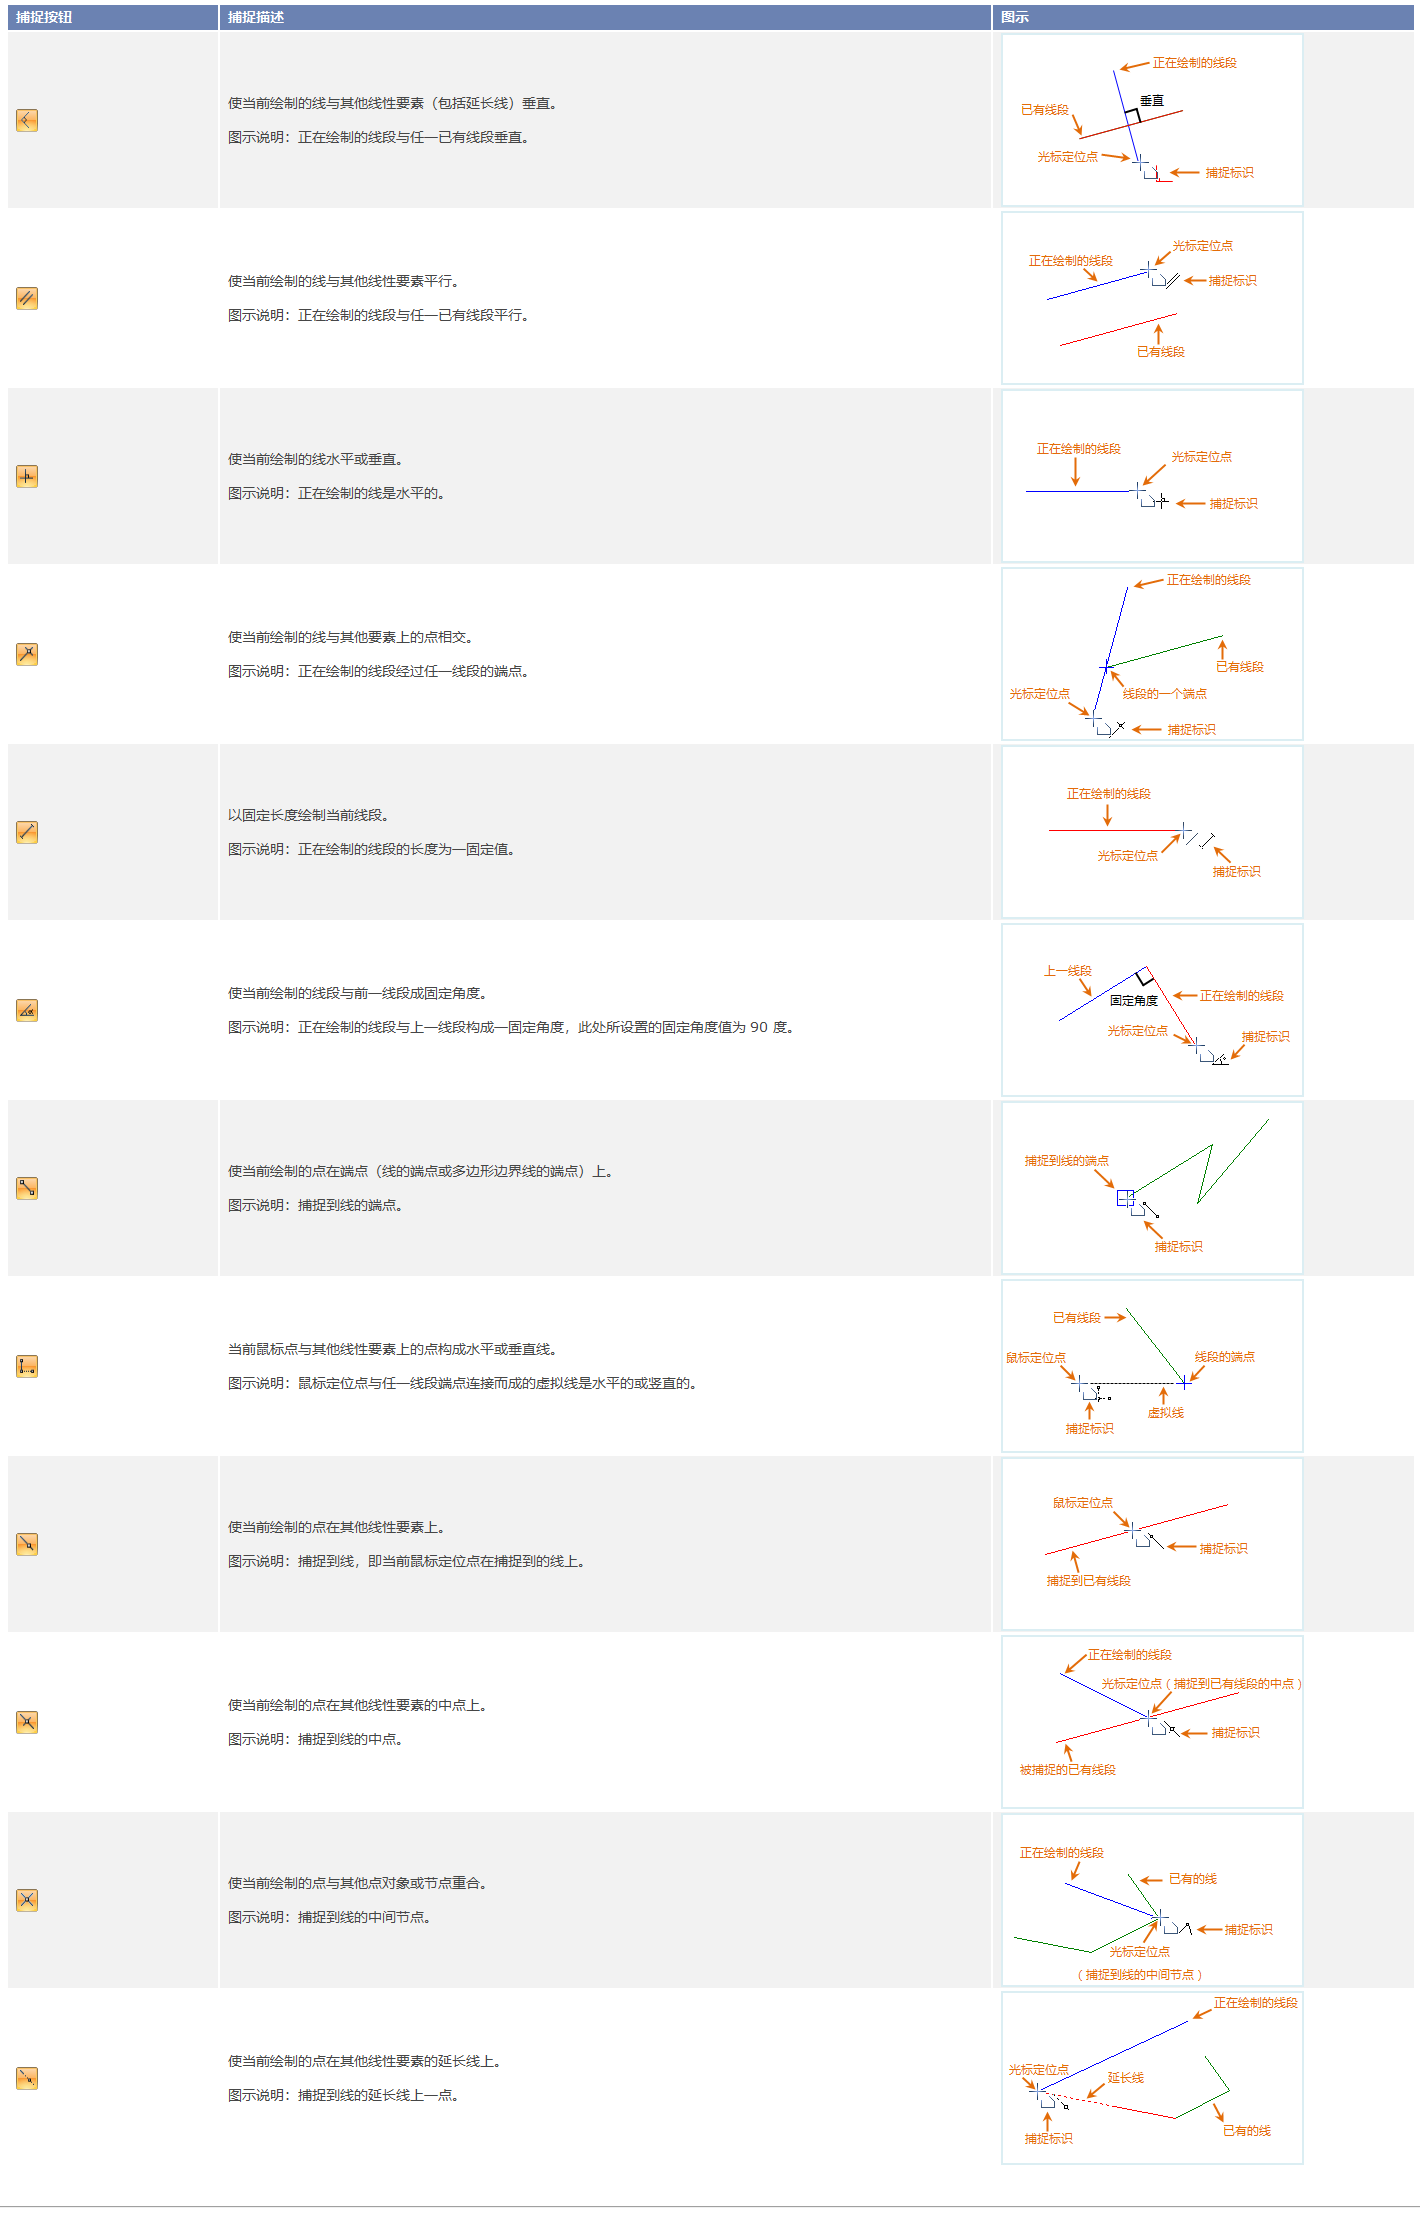 捕捉按钮 捕捉描述 图示
使当前绘制的线与其他线性要素（包括延长线）垂直。
图示说明：正在绘制的线段与任一已有线段垂直。
正在绘制的线段
垂直
已有线段
光标定位点
捕捉标识
使当前绘制的线与其他线性要素平行。
图示说明：正在绘制的线段与任一已有线段平行。
光标定位点
正在绘制的线段
捕捉标识
已有线段
使当前绘制的线水平或垂直。
图示说明：正在绘制的线是水平的。
正在绘制的线段
光标定位点
捕捉标识
使当前绘制的线与其他要素上的点相交。
图示说明：正在绘制的线段经过任一线段的端点。
正在绘制的线段
已有线段
光标定位点
线段的一个端点
捕捉标识
以固定长度绘制当前线段。
图示说明：正在绘制的线段的长度为一固定值。
正在绘制的线段
光标定位点
捕捉标识
使当前绘制的线段与前一线段成固定角度。
图示说明：正在绘制的线段与上一线段构成一固定角度，此处所设置的固定角度值为 90 度。
上一线段
固定角度
正在绘制的线段
光标定位点
捕捉标识
使当前绘制的点在端点（线的端点或多边形边界线的端点）上。
图示说明：捕捉到线的端点。
捕捉到线的端点
捕捉标识
当前鼠标点与其他线性要素上的点构成水平或垂直线。
图示说明：鼠标定位点与任一线段端点连接而成的虚拟线是水平的或竖直的。
已有线段
鼠标定位点
线段的端点
虚拟线
捕捉标识
使当前绘制的点在其他线性要素上。
图示说明：捕捉到线，即当前鼠标定位点在捕捉到的线上。
鼠标定位点
捕捉标识
捕捉到已有线段
使当前绘制的点在其他线性要素的中点上。
图示说明：捕捉到线的中点。
正在绘制的线段
光标定位点（捕捉到已有线段的中点）
捕捉标识
被捕捉的已有线段
使当前绘制的点与其他点对象或节点重合。
图示说明：捕捉到线的中间节点。
正在绘制的线段
已有的线
捕捉标识
光标定位点
（捕捉到线的中间节点）
使当前绘制的点在其他线性要素的延长线上。
图示说明：捕捉到线的延长线上一点。
正在绘制的线段
光标定位点
延长线
已有的线
捕捉标识